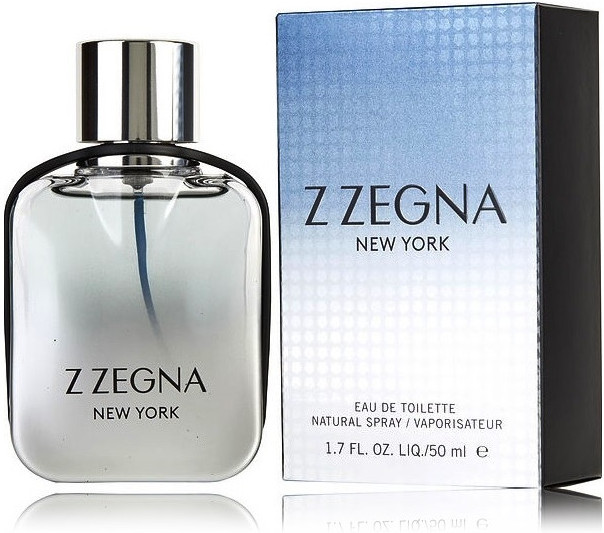 Z ZEGNA
NEW YORK
Z ZEGNA
NEW YORK
EAU DE TOILETTE
NATURAL SPRAY / VAPORISATEUR
1.7 FL. OZ. LIQ./50 ml ℮